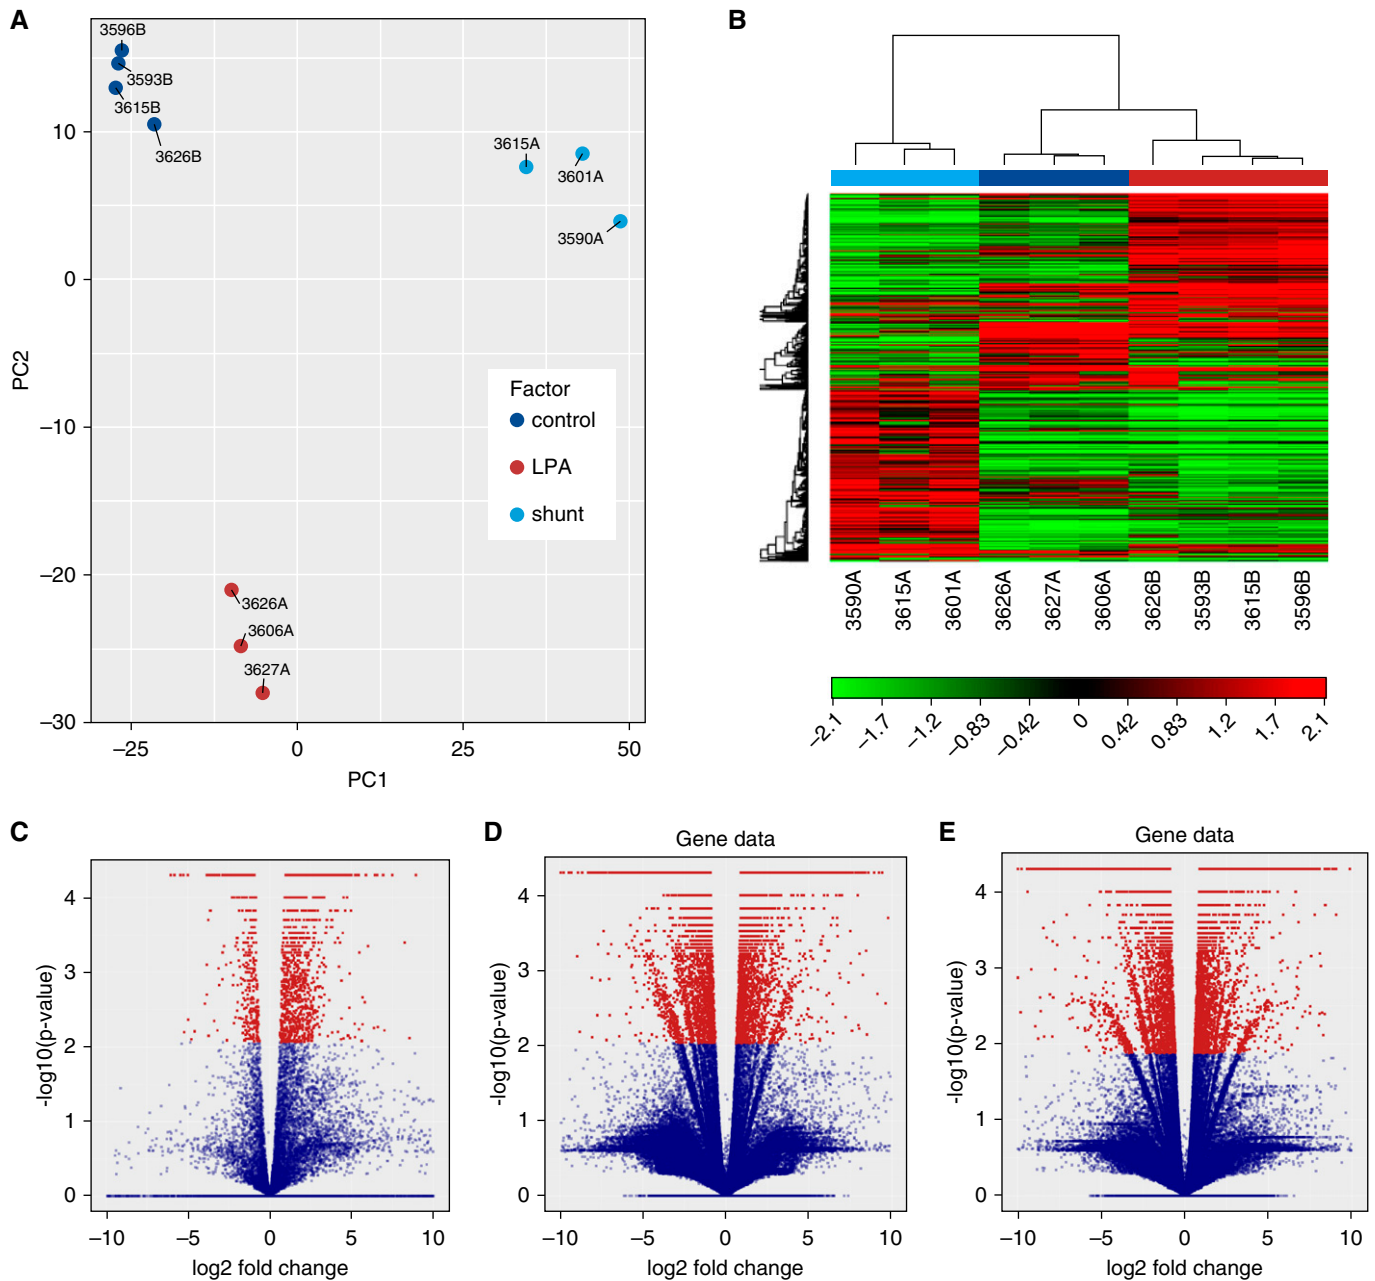 A
3596B
3593B
3615B
3626B
3615A
3601A
3590A
10
0
−10
−20
−30
PC2
Factor
control
LPA
shunt
3626A
3606A
3627A
−25
0
25
50
PC1
B
3590A
3615A
3601A
3626A
3627A
3606A
3626B
3593B
3615B
3596B
−2.1
−1.7
−1.2
−0.83
−0.42
0
0.42
0.83
1.2
1.7
2.1
C
4
3
2
1
0
-log10(p-value)
−10
−5
0
5
10
log2 fold change
D
Gene data
4
3
2
1
0
-log10(p-value)
−10
−5
0
5
10
log2 fold change
E
Gene data
4
3
2
1
0
-log10(p-value)
−10
−5
0
5
10
log2 fold change